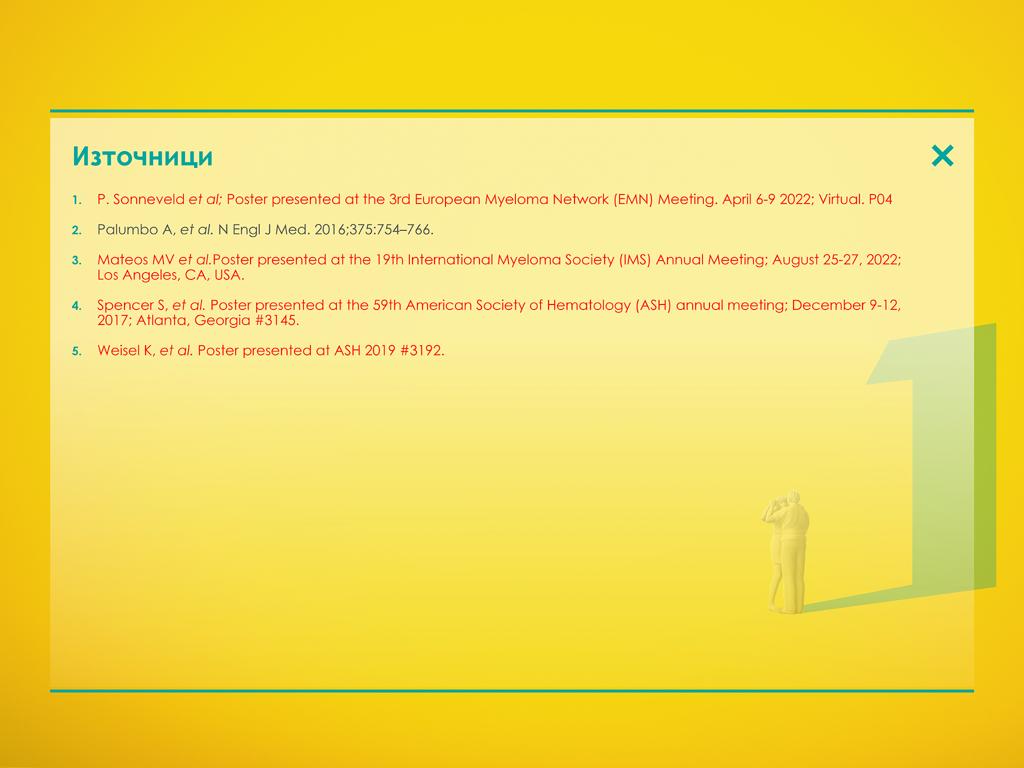 Източници
1. P. Sonneveld et al; Poster presented at the 3rd European Myeloma Network (EMN) Meeting. April 6-9 2022; Virtual. P04
2. Palumbo A, et al. N Engl J Med. 2016;375:754–766.
3. Mateos MV et al.Poster presented at the 19th International Myeloma Society (IMS) Annual Meeting; August 25-27, 2022;
Los Angeles, CA, USA.
4. Spencer S, et al. Poster presented at the 59th American Society of Hematology (ASH) annual meeting; December 9-12,
2017; Atlanta, Georgia #3145.
5. Weisel K, et al. Poster presented at ASH 2019 #3192.
1